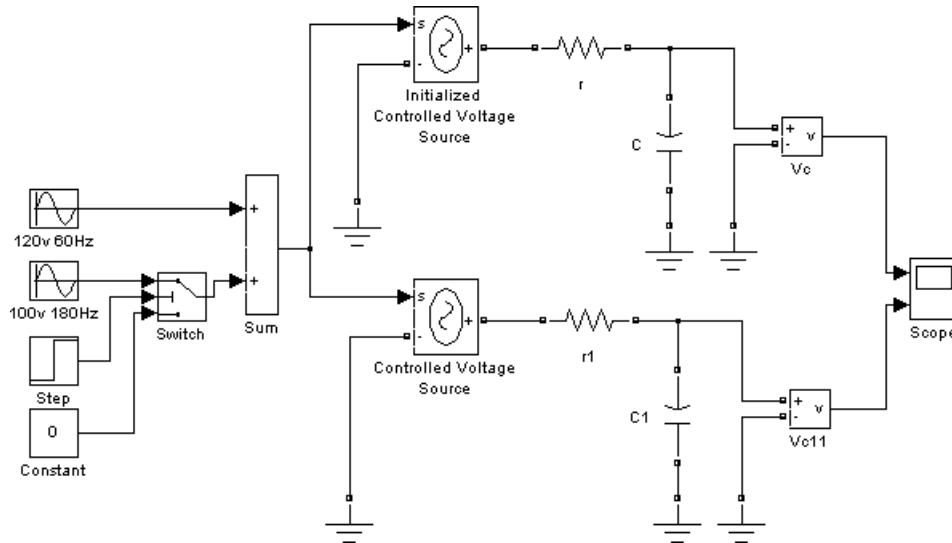 s
+
-
Initialized
Controlled Voltage
Source
r
C
+
-
v
Vc
120v 60Hz
100v 180Hz
+
+
Sum
Switch
Step
0
Constant
s
+
-
Controlled Voltage
Source
r1
C1
+
-
v
Vc11
Scope